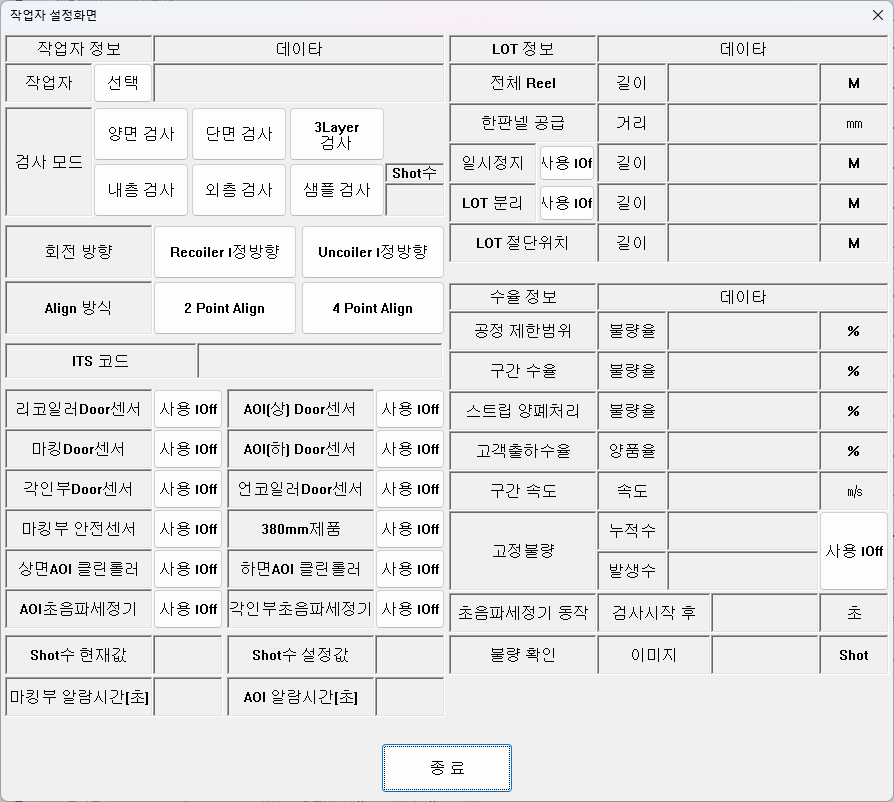 작업자 설정화면
작업자 정보
데이타
작업자
선택
검사 모드
양면 검사
단면 검사
3Layer
검사
내층 검사
외층 검사
샘플 검사
Shot수
회전 방향
Recoiler I정방향
Uncoiler I정방향
Align 방식
2 Point Align
4 Point Align
ITS 코드
리코일러Door센서
사용 IOff
AOI(상) Door센서
사용 IOff
마킹Door센서
사용 IOff
AOI(하) Door센서
사용 IOff
각인부Door센서
사용 IOff
언코일러Door센서
사용 IOff
마킹부 안전센서
사용 IOff
380mm제품
사용 IOff
상면AOI 클린롤러
사용 IOff
하면AOI 클린롤러
사용 IOff
AOI초음파세정기
사용 IOff
각인부초음파세정기
사용 IOff
Shot수 현재값
Shot수 설정값
마킹부 알람시간[초]
AOI 알람시간[초]
LOT 정보
데이타
전체 Reel
길이
M
한판넬 공급
거리
mm
일시정지
사용 IOf
길이
M
LOT 분리
사용 IOf
길이
M
LOT 절단위치
길이
M
수율 정보
데이타
공정 제한범위
불량율
%
구간 수율
불량율
%
스트립 양폐처리
불량율
%
고객출하수율
양품율
%
구간 속도
속도
m/s
고정불량
누적수
발생수
사용 IOff
초음파세정기 동작
검사시작 후
초
불량 확인
이미지
Shot
종 료